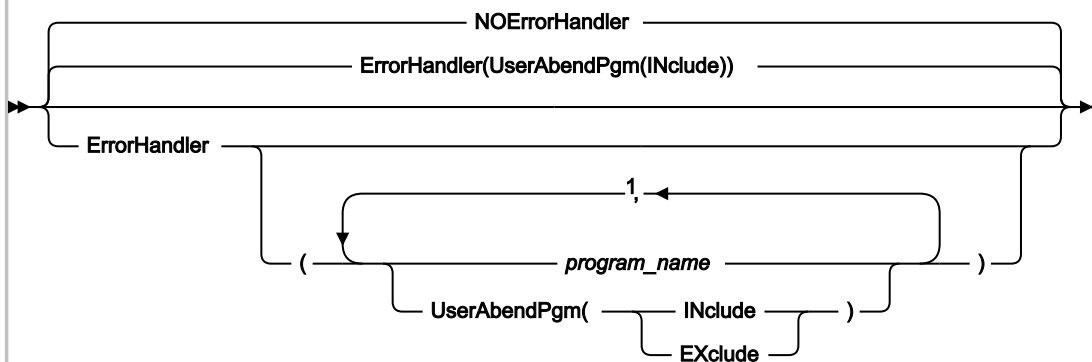 NOErrorHandler
ErrorHandler(UserAbendPgm(INclude))
ErrorHandler
1,
( program_name )
UserAbendPgm( INclude )
EXclude